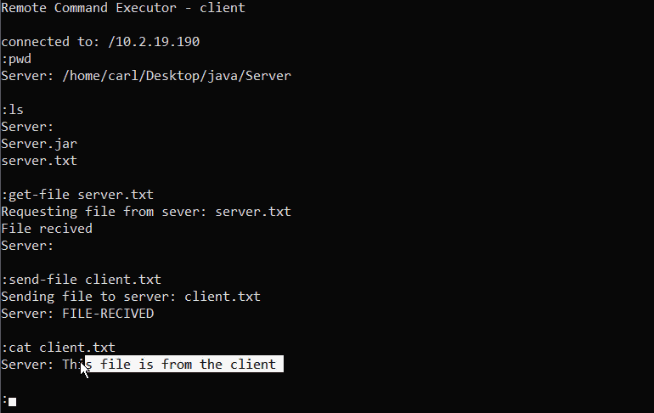 Remote Command Executor - client
connected to: /10.2.19.190
:pwd
Server: /home/carl/Desktop/java/Server
:ls
Server:
Server.jar
server.txt
:get-file server.txt
Requesting file from sever: server.txt
File recived
Server:
:send-file client.txt
Sending file to server: client.txt
Server: FILE-RECIVED
:cat client.txt
Server: This file is from the client
: